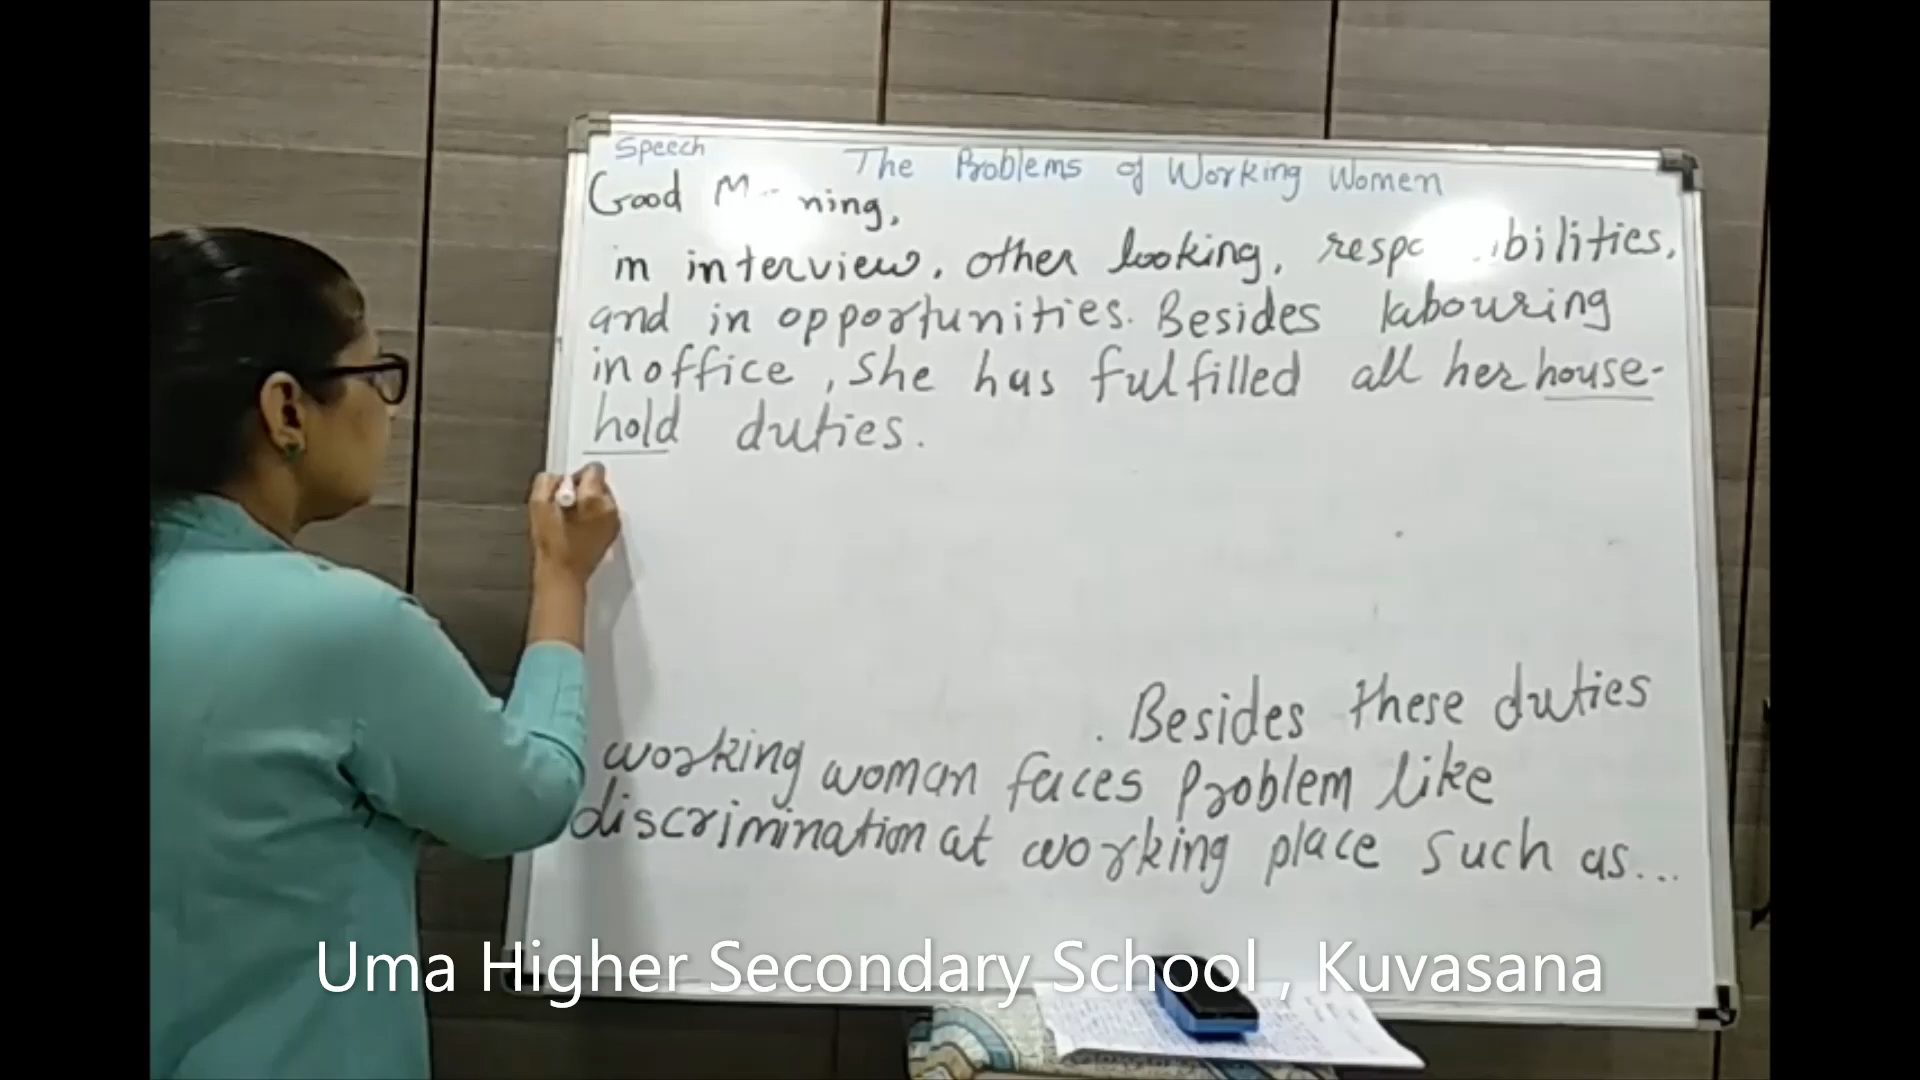 Speech
The Problems of Working Women
Good Morning,
in interview, other looking, responsibilities,
and in opportunities. Besides labouring
in office, she has fulfilled all her house-
hold duties.
. Besides these duties
working woman faces problem like
discrimination at working place such as...
Uma Higher Secondary School , Kuvasana